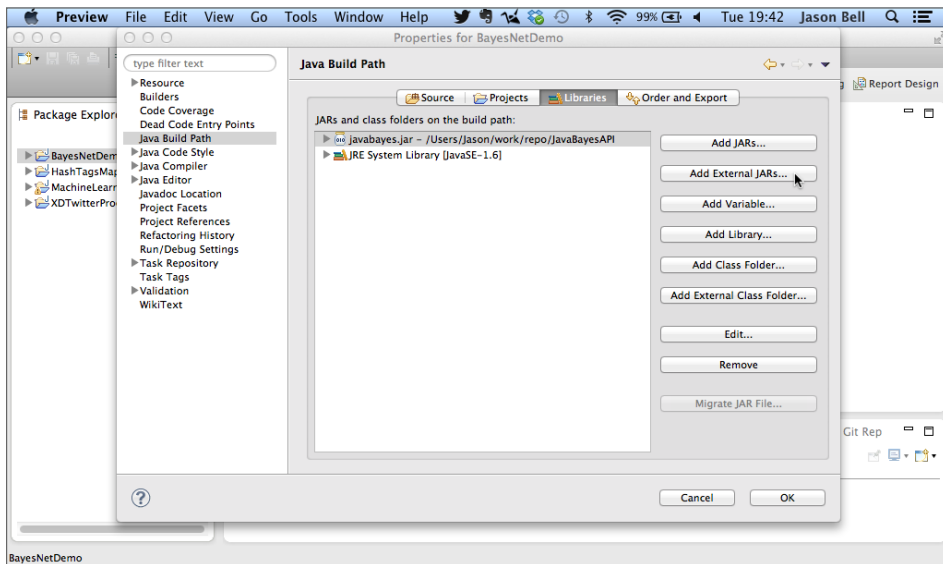 Preview File Edit View Go Tools Window Help 99% Tue 19:42 Jason Bell
Properties for BayesNetDemo
type filter text
Java Build Path
Resource
Builders
Code Coverage
Dead Code Entry Points
Java Build Path
Java Code Style
Java Compiler
Java Editor
Javadoc Location
Project Facets
Project References
Refactoring History
Run/Debug Settings
Task Repository
Task Tags
Validation
WikiText
Source Projects Libraries Order and Export
JARs and class folders on the build path:
javabayes.jar – /Users/Jason/work/repo/JavaBayesAPI
JRE System Library [JavaSE–1.6]
Add JARs...
Add External JARs...
Add Variable...
Add Library...
Add Class Folder...
Add External Class Folder...
Edit...
Remove
Migrate JAR File...
Cancel OK
Package Explor
BayesNetDem
HashTagsMap
MachineLearn
XDTwitterPro
g Report Design
Git Rep
BayesNetDemo